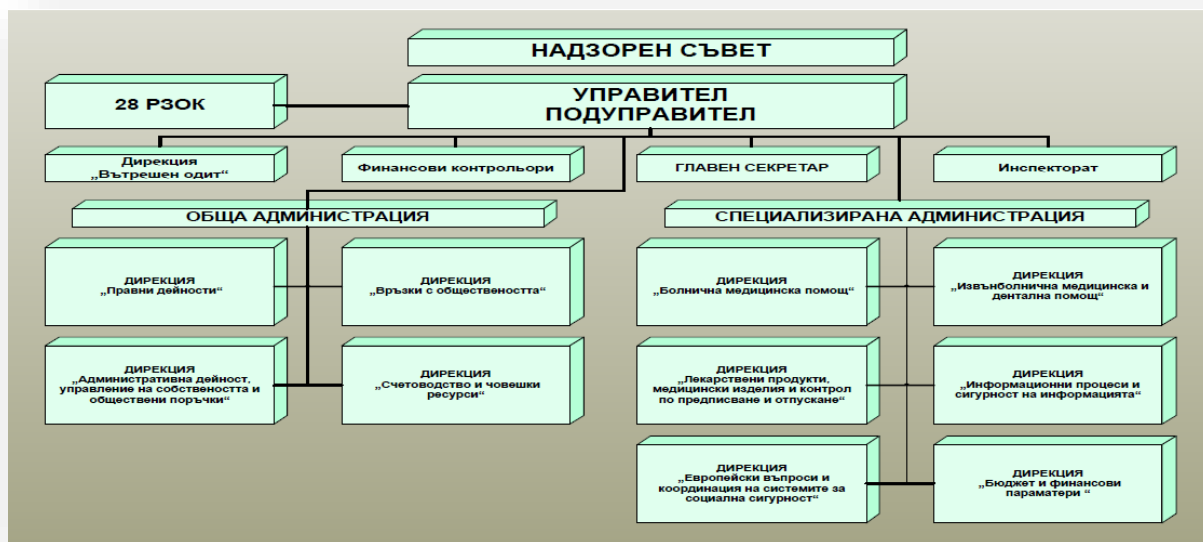 НАДЗОРЕН СЪВЕТ
28 РЗОК
УПРАВИТЕЛ
ПОДУПРАВИТЕЛ
Дирекция
„Вътрешен одит“
Финансови контрольори
ГЛАВЕН СЕКРЕТАР
Инспекторат
ОБЩА АДМИНИСТРАЦИЯ
СПЕЦИАЛИЗИРАНА АДМИНИСТРАЦИЯ
ДИРЕКЦИЯ
„Правни дейности“
ДИРЕКЦИЯ
„Връзки с обществеността“
ДИРЕКЦИЯ
„Болнична медицинска помощ“
ДИРЕКЦИЯ
„Извънболнична медицинска и
дентална помощ“
ДИРЕКЦИЯ
„Административна дейност,
управление на собствеността и
обществени поръчки“
ДИРЕКЦИЯ
„Счетоводство и човешки
ресурси“
ДИРЕКЦИЯ
„Лекарствени продукти,
медицински изделия и контрол
по предписване и отпускане“
ДИРЕКЦИЯ
„Информационни процеси и
сигурност на информацията“
ДИРЕКЦИЯ
„Европейски въпроси и
координация на системите за
социална сигурност“
ДИРЕКЦИЯ
„Бюджет и финансови
параматери “